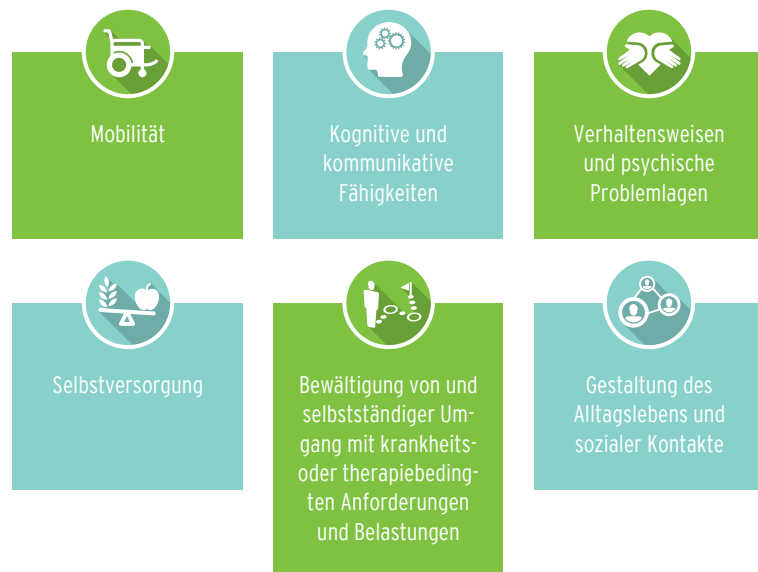 Mobilität
Kognitive und
kommunikative
Fähigkeiten
Verhaltensweisen
und psychische
Problemlagen
Selbstversorgung
Bewältigung von und
selbstständiger Um-
gang mit krankheits-
oder therapiebeding-
ten Anforderungen
und Belastungen
Gestaltung des
Alltagslebens und
sozialer Kontakte